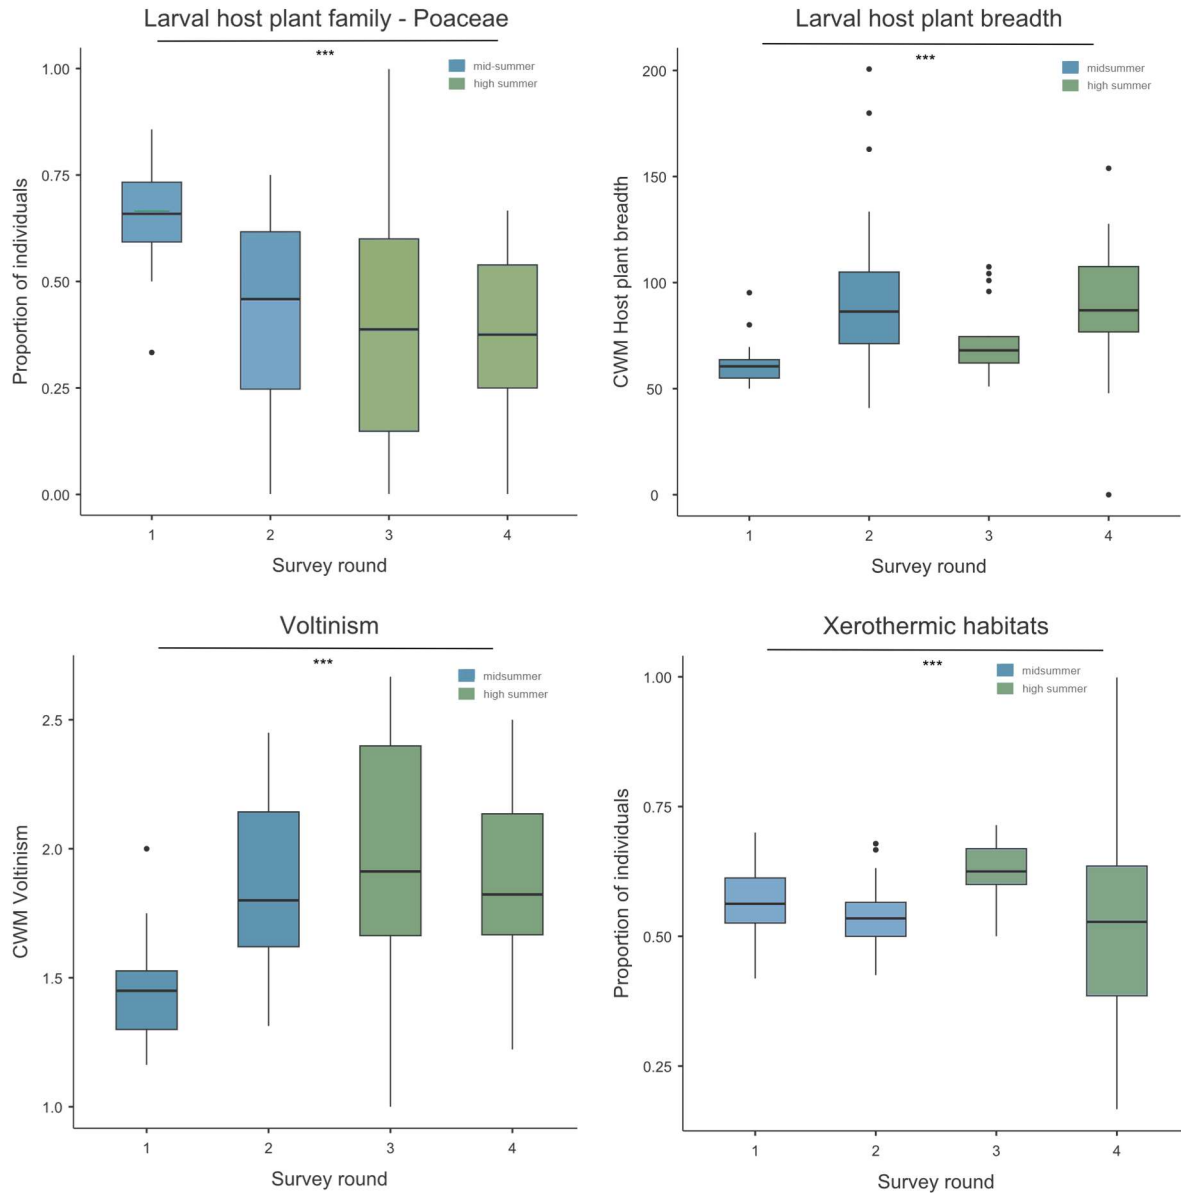 Larval host plant family - Poaceae
***
mid-summer
high summer
1.00
0.75
0.50
0.25
0.00
Proportion of individuals
1 2 3 4
Survey round
Larval host plant breadth
***
midsummer
high summer
200
150
100
50
0
CWM Host plant breadth
1 2 3 4
Survey round
Voltinism
***
midsummer
high summer
2.5
2.0
1.5
1.0
CWM Voltinism
1 2 3 4
Survey round
Xerothermic habitats
***
midsummer
high summer
1.00
0.75
0.50
0.25
Proportion of individuals
1 2 3 4
Survey round